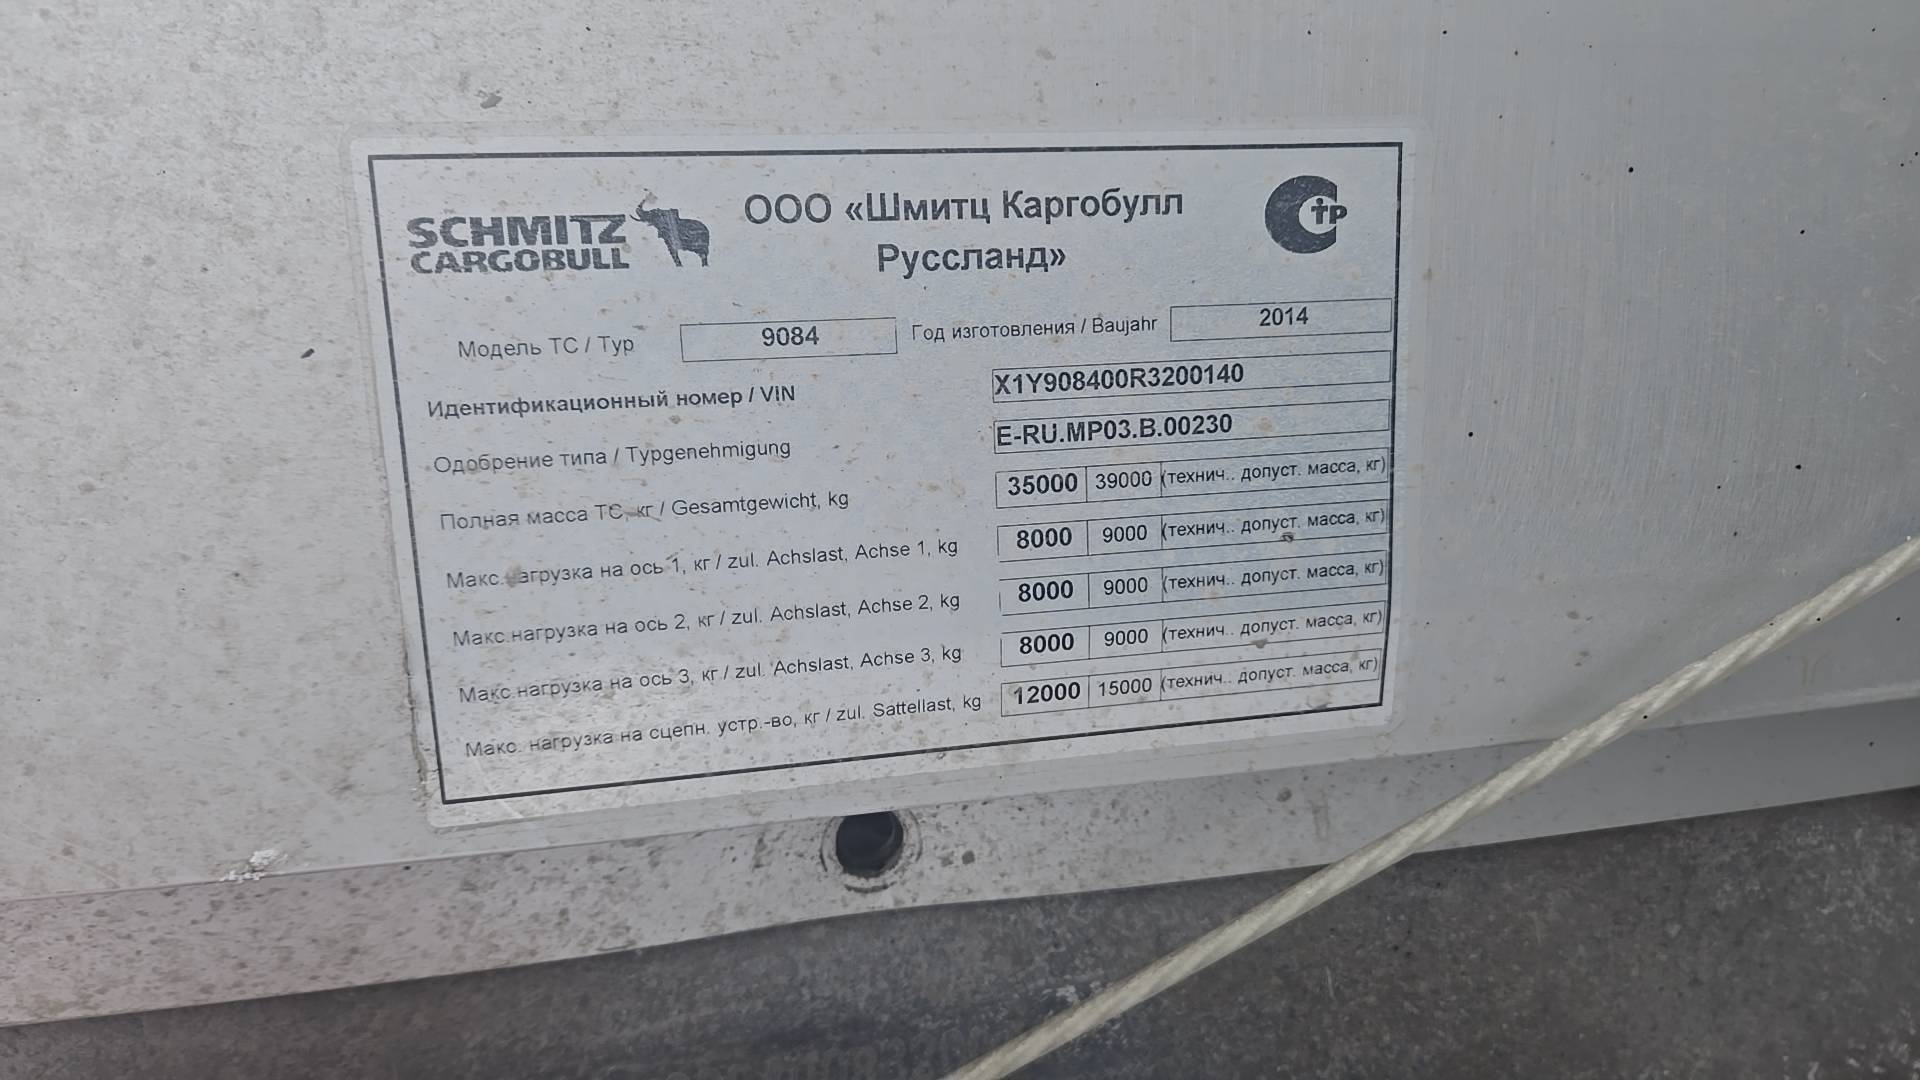 SCHMITZ
CARGOBULL
ООО «Шмитц Каргобулл
Руссланд»
СТР
Модель ТС / Typ 9084 Год изготовления / Baujahr 2014
Идентификационный номер / VIN X1Y908400R3200140
Одобрение типа / Typgenehmigung E-RU.MP03.B.00230
Полная масса ТС, кг / Gesamtgewicht, kg 35000 39000 (технич.. допуст. масса, кг)
Макс.нагрузка на ось 1, кг / zul. Achslast, Achse 1, kg 8000 9000 (технич.. допуст. масса, кг)
Макс.нагрузка на ось 2, кг / zul. Achslast, Achse 2, kg 8000 9000 (технич.. допуст. масса, кг)
Макс.нагрузка на ось 3, кг / zul. Achslast, Achse 3, kg 8000 9000 (технич.. допуст. масса, кг)
Макс. нагрузка на сцепн. устр.-во, кг / zul. Sattellast, kg 12000 15000 (технич.. допуст. масса, кг)